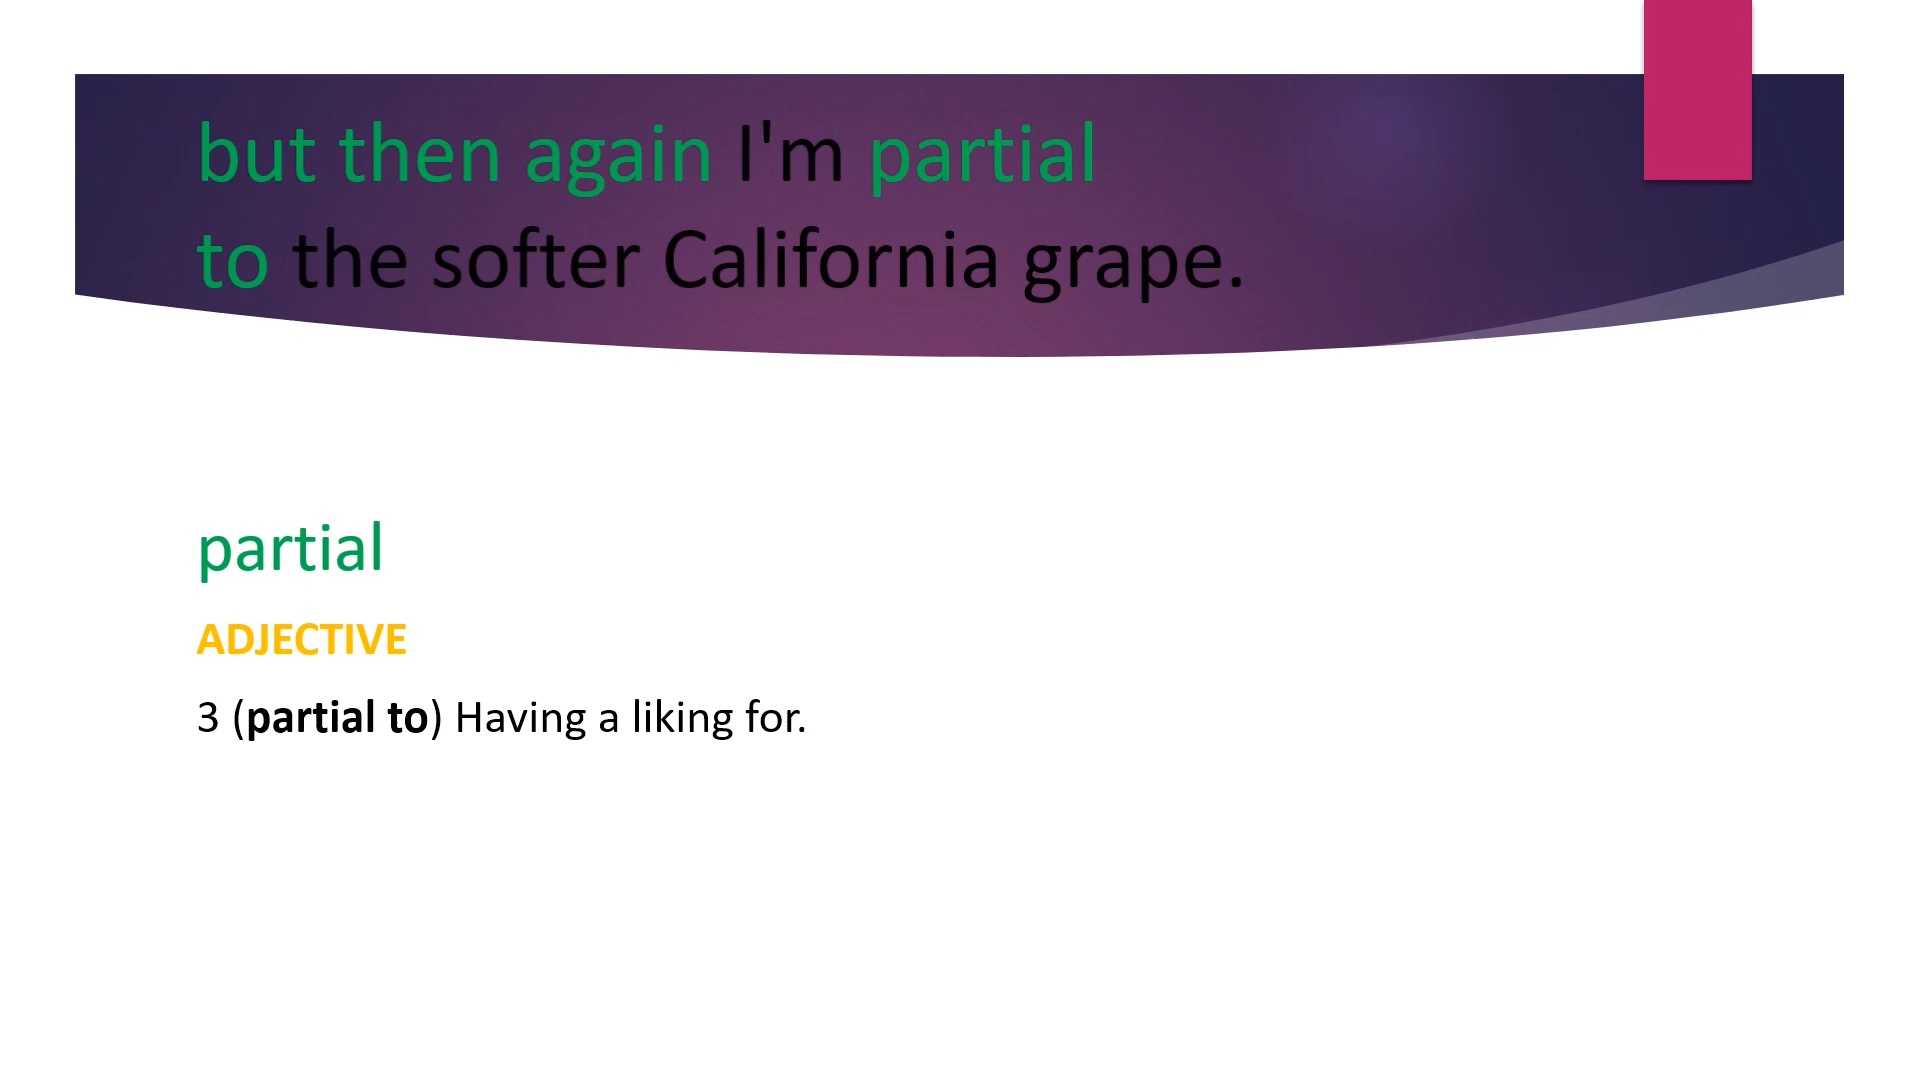 but then again I'm partial
to the softer California grape.
partial
ADJECTIVE
3 (partial to) Having a liking for.